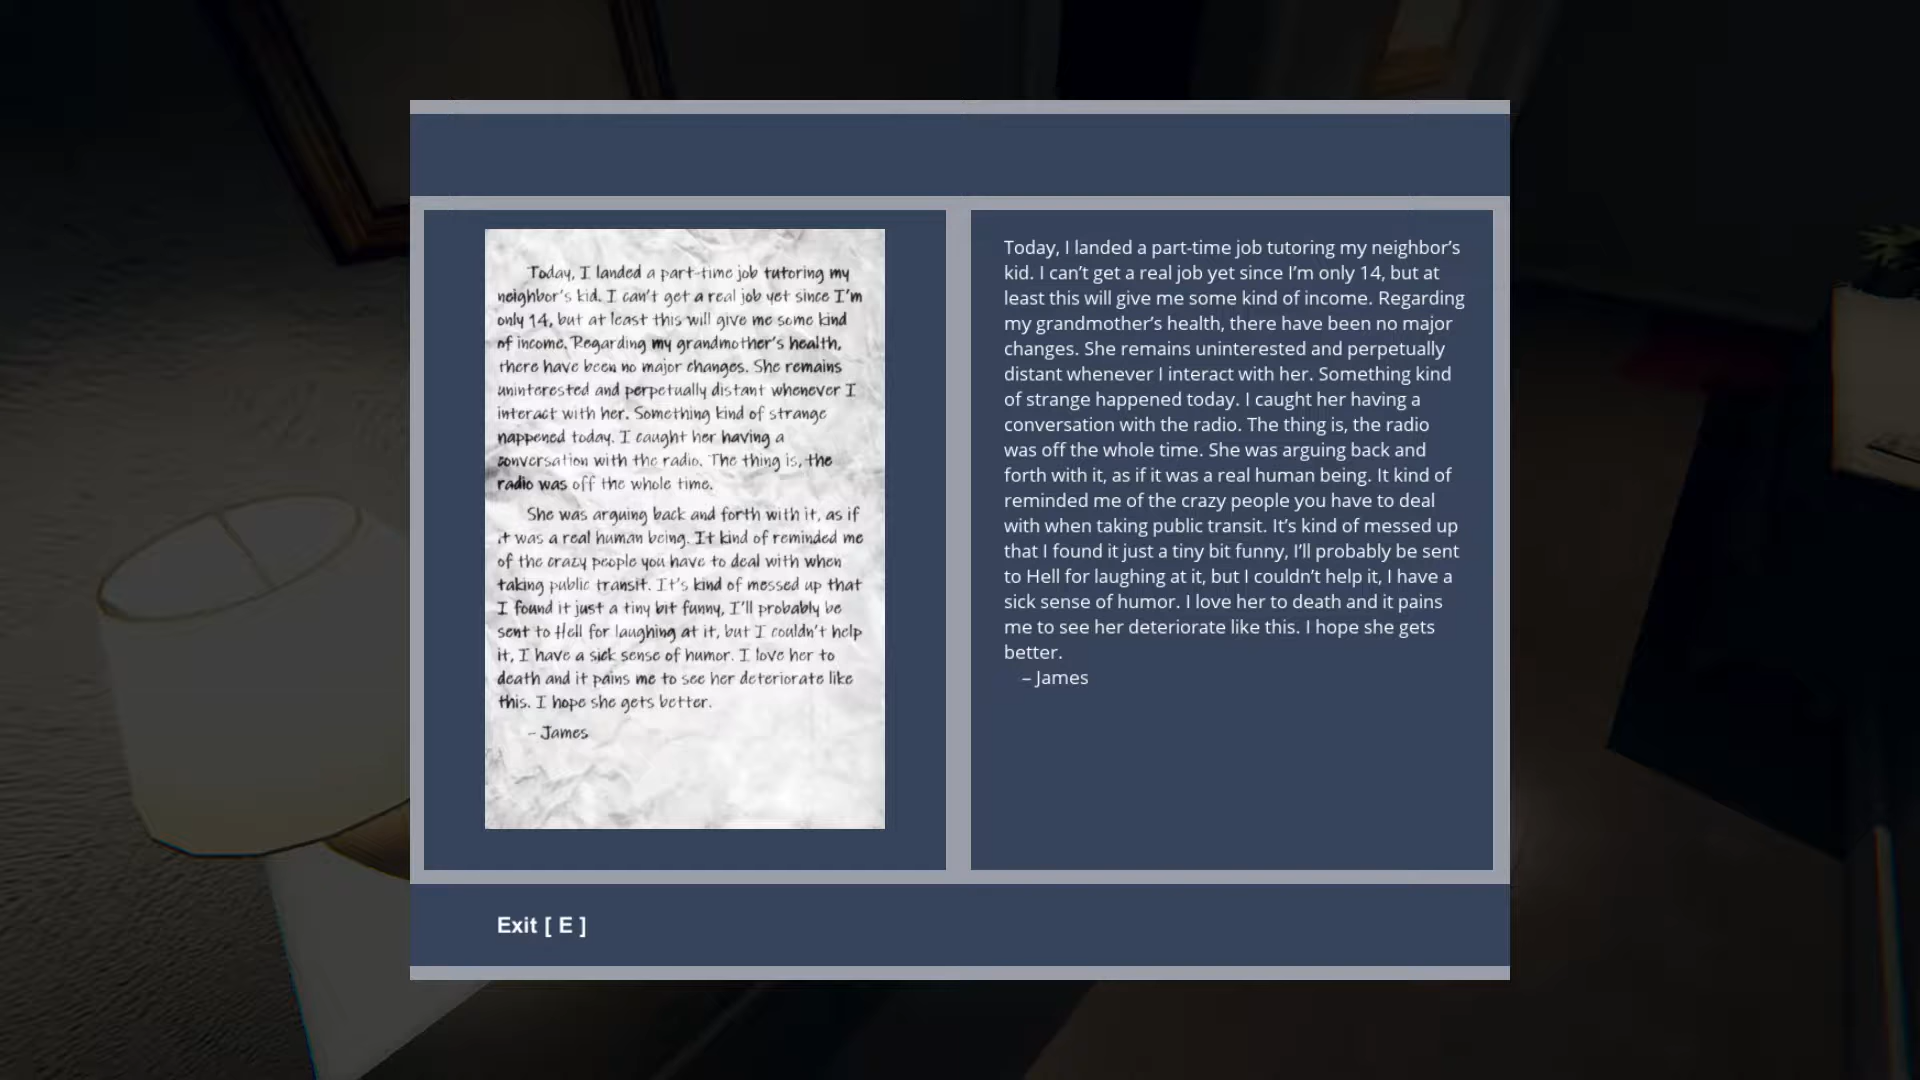 Today, I landed a part-time job tutoring my
neighbor's kid. I can't get a real job yet since I'm
only 14, but at least this will give me some kind
of income. Regarding my grandmother's health,
there have been no major changes. She remains
uninterested and perpetually distant whenever I
interact with her. Something kind of strange
happened today. I caught her having a
conversation with the radio. The thing is, the
radio was off the whole time.
She was arguing back and forth with it, as if
it was a real human being. It kind of reminded me
of the crazy people you have to deal with when
taking public transit. It's kind of messed up that
I found it just a tiny bit funny, I'll probably be
sent to Hell for laughing at it, but I couldn't help
it, I have a sick sense of humor. I love her to
death and it pains me to see her deteriorate like
this. I hope she gets better.
- James
Today, I landed a part-time job tutoring my neighbor’s
kid. I can’t get a real job yet since I’m only 14, but at
least this will give me some kind of income. Regarding
my grandmother’s health, there have been no major
changes. She remains uninterested and perpetually
distant whenever I interact with her. Something kind
of strange happened today. I caught her having a
conversation with the radio. The thing is, the radio
was off the whole time. She was arguing back and
forth with it, as if it was a real human being. It kind of
reminded me of the crazy people you have to deal
with when taking public transit. It’s kind of messed up
that I found it just a tiny bit funny, I’ll probably be sent
to Hell for laughing at it, but I couldn’t help it, I have a
sick sense of humor. I love her to death and it pains
me to see her deteriorate like this. I hope she gets
better.
– James
Exit [ E ]